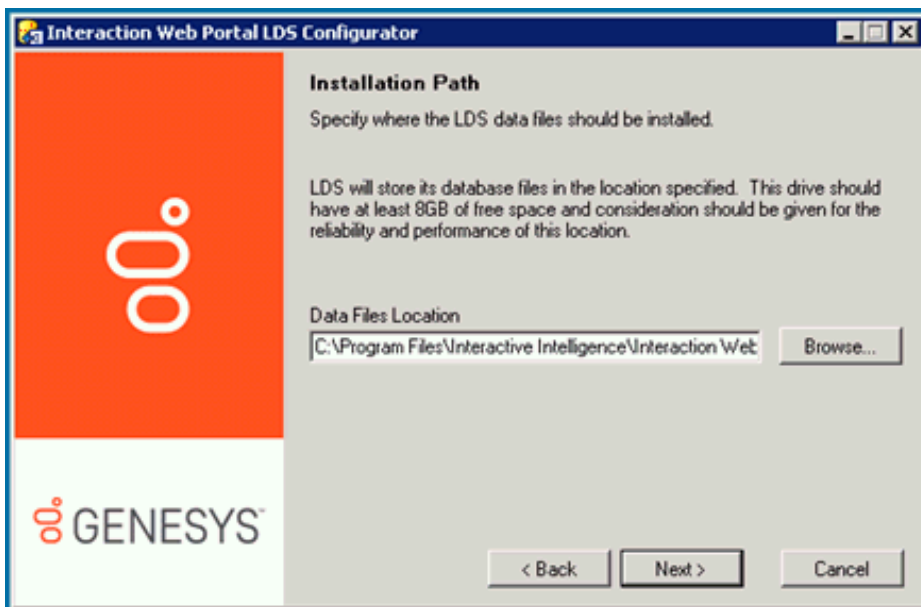 Interaction Web Portal LDS Configurator
Installation Path
Specify where the LDS data files should be installed.
LDS will store its database files in the location specified. This drive should
have at least 8GB of free space and consideration should be given for the
reliability and performance of this location.
Data Files Location
C:\Program Files\Interactive Intelligence\Interaction Web
Browse...
GENESYS™
< Back
Next >
Cancel